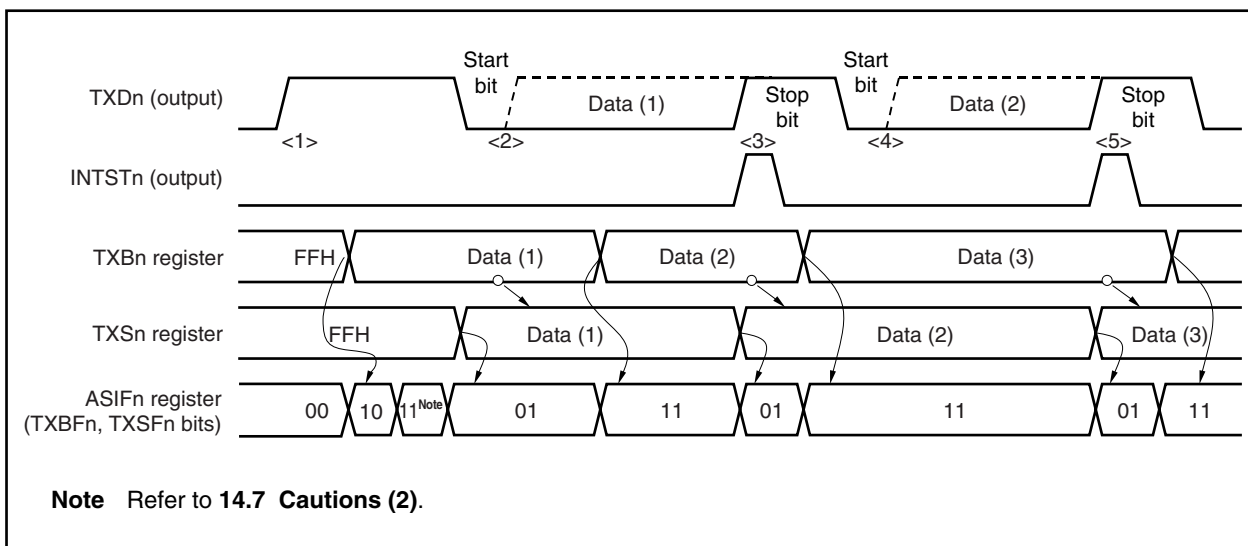 Start
bit
Start
bit
TXDn (output)
Data (1)
Stop
bit
Data (2)
Stop
bit
<1>
<2>
<3>
<4>
<5>
INTSTn (output)
TXBn register
FFH
Data (1)
Data (2)
Data (3)
TXSn register
FFH
Data (1)
Data (2)
Data (3)
ASIFn register
(TXBFn, TXSFn bits)
00
10
11Note
01
11
01
11
01
11
Note Refer to 14.7 Cautions (2).